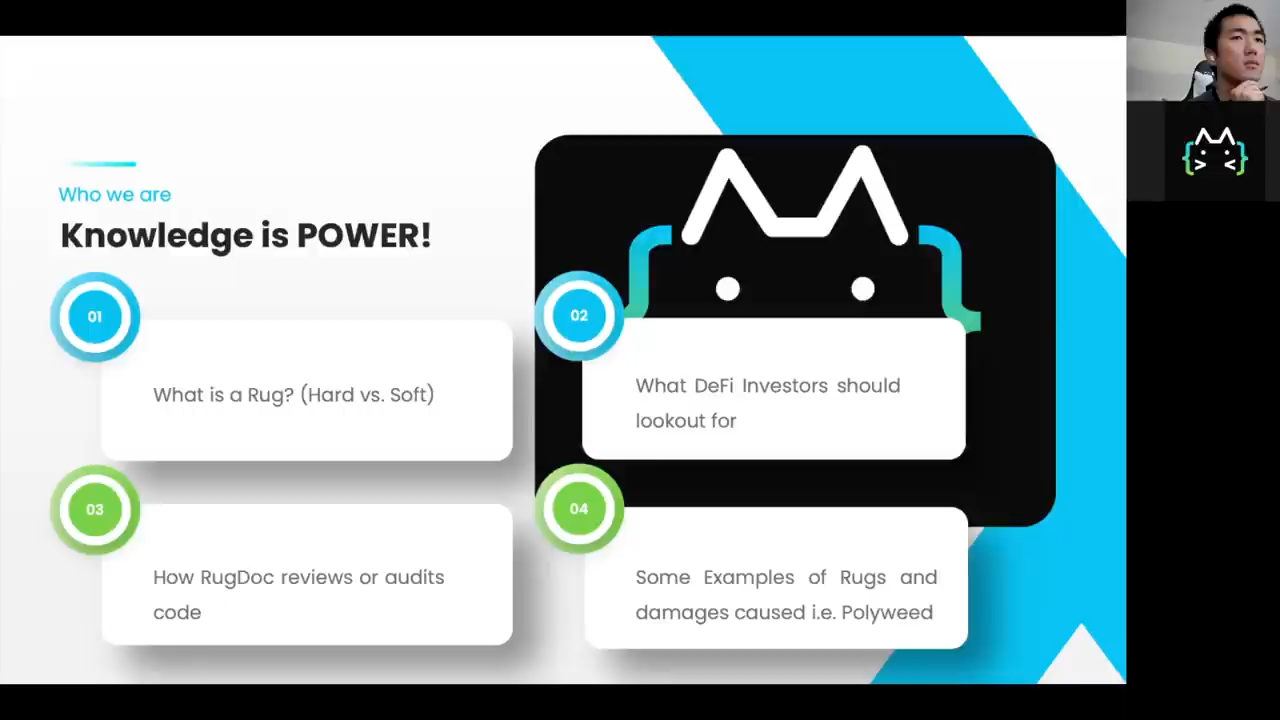 Who we are
Knowledge is POWER!
01
What is a Rug? (Hard vs. Soft)
02
What DeFi Investors should
lookout for
03
How RugDoc reviews or audits
code
04
Some Examples of Rugs and
damages caused i.e. Polyweed